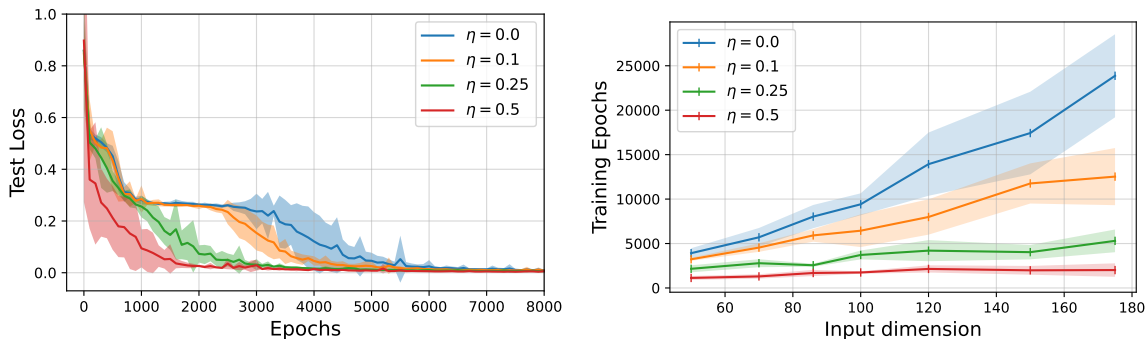 1.0
0.8
0.6
0.4
0.2
0.0
Test Loss
0
1000
2000
3000
4000
5000
6000
7000
8000
Epochs
η = 0.0
η = 0.1
η = 0.25
η = 0.5
25000
20000
15000
10000
5000
0
Training Epochs
60
80
100
120
140
160
180
Input dimension
η = 0.0
η = 0.1
η = 0.25
η = 0.5